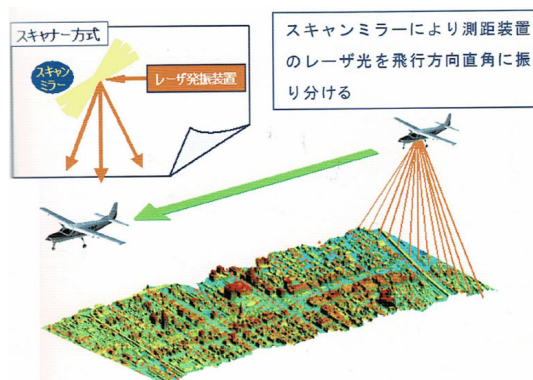 スキャナー方式
スキャン
ミラー
レーザ発振装置
スキャンミラーにより測距装置
のレーザ光を飛行方向直角に振
り分ける